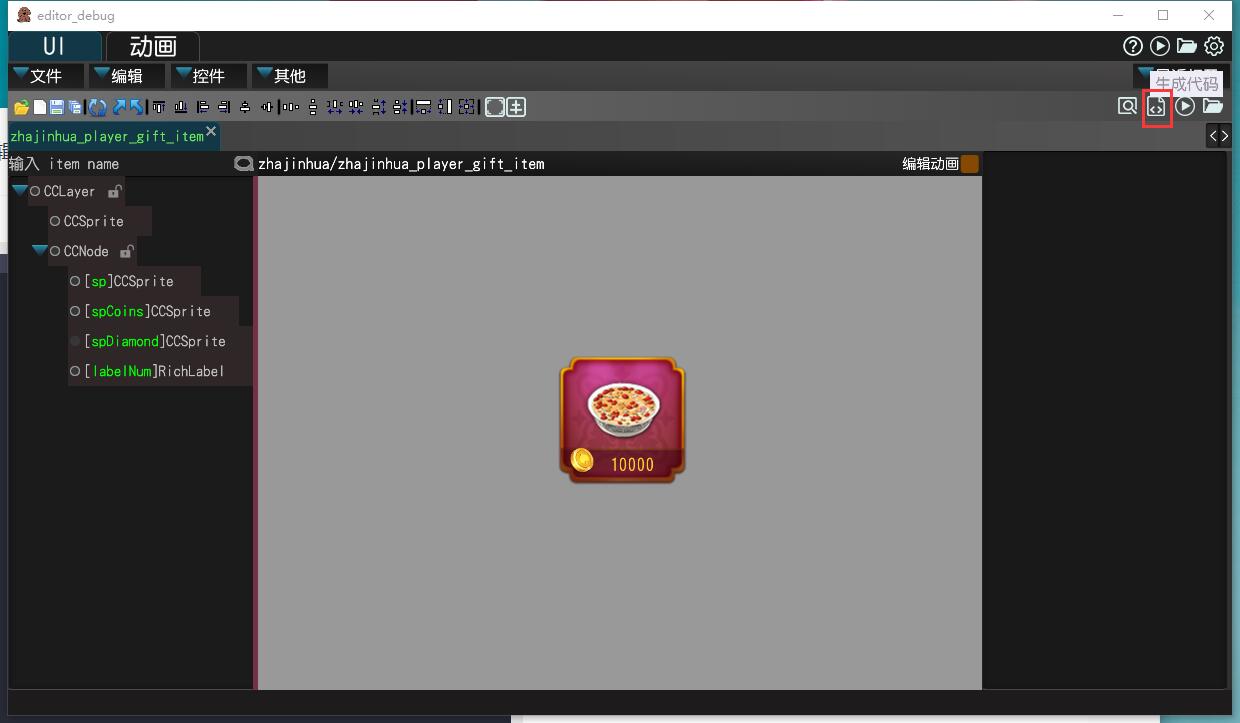 editor_debug
UI 动画
文件 编辑 控件 其他
生成代码
zhajinhua_player_gift_item
输入 item name
zhajinhua/zhajinhua_player_gift_item
编辑动画
CCLayer
CCSprite
CCNode
[sp]CCSprite
[spCoins]CCSprite
[spDiamond]CCSprite
[labelNum]RichLabel
10000